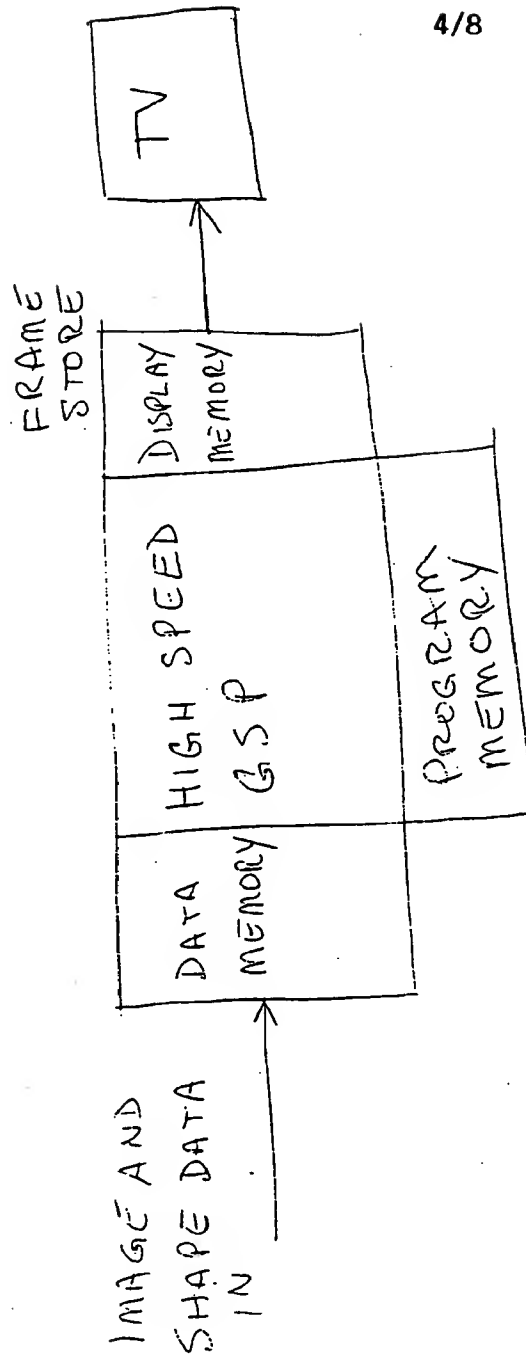 4/8
IMAGE AND
SHAPE DATA
IN
DATA
MEMORY
HIGH SPEED
GSP
PROGRAM
MEMORY
FRAME
STORE
DISPLAY
MEMORY
TV